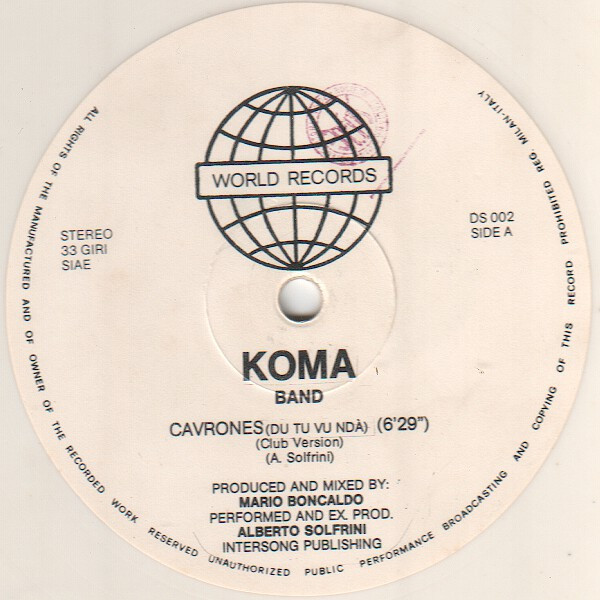 WORLD RECORDS
STEREO
33 GIRI
SIAE
DS 002
SIDE A
KOMA
BAND
CAVRONES (DU TU VU NDÀ) (6'29")
(Club Version)
(A. Solfrini)
PRODUCED AND MIXED BY:
MARIO BONCALDO
PERFORMED AND EX. PROD.
ALBERTO SOLFRINI
INTERSONG PUBLISHING
ALL RIGHTS OF THE MANUFACTURED AND OF OWNER OF THE RECORDED WORK RESERVED UNAUTHORIZED PUBLIC PERFORMANCE BROADCASTING AND COPYING OF THIS RECORD PROHIBITED REG. MILAN-ITALY